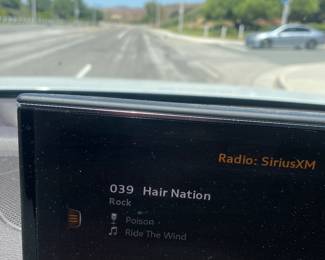 Radio: SiriusXM
039 Hair Nation
Rock
Poison
Ride The Wind